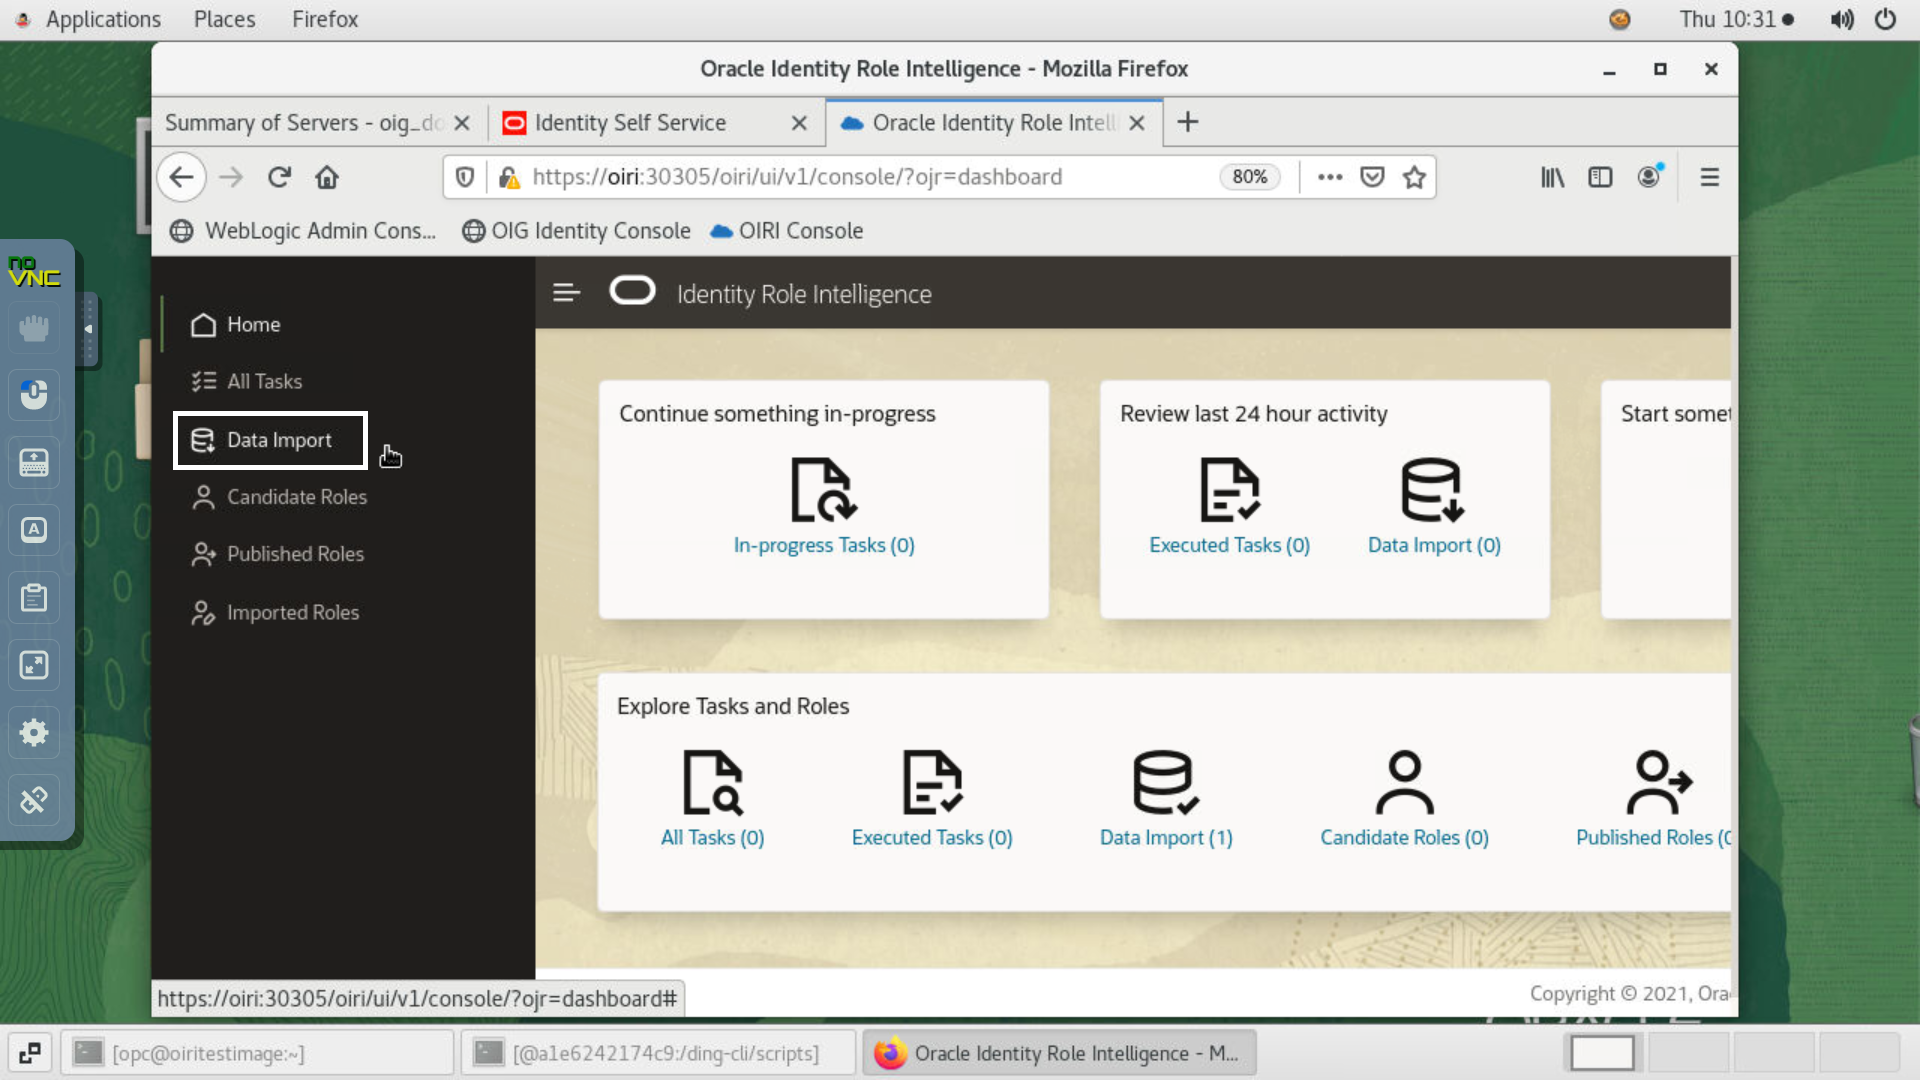 Applications Places Firefox Thu 10:31
Oracle Identity Role Intelligence - Mozilla Firefox
Summary of Servers - oig_do Identity Self Service Oracle Identity Role Intell
https://oiri:30305/oiri/ui/v1/console/?ojr=dashboard 80%
WebLogic Admin Cons... OIG Identity Console OIRI Console
no
VNC
Home
All Tasks
Data Import
Candidate Roles
Published Roles
Imported Roles
Identity Role Intelligence
Continue something in-progress
In-progress Tasks (0)
Review last 24 hour activity
Executed Tasks (0) Data Import (0)
Start somet
Explore Tasks and Roles
All Tasks (0) Executed Tasks (0) Data Import (1) Candidate Roles (0) Published Roles (0
A
https://oiri:30305/oiri/ui/v1/console/?ojr=dashboard#
Copyright © 2021, Ora
[opc@oiritestimage:~] [@a1e6242174c9:/ding-cli/scripts] Oracle Identity Role Intelligence - M...